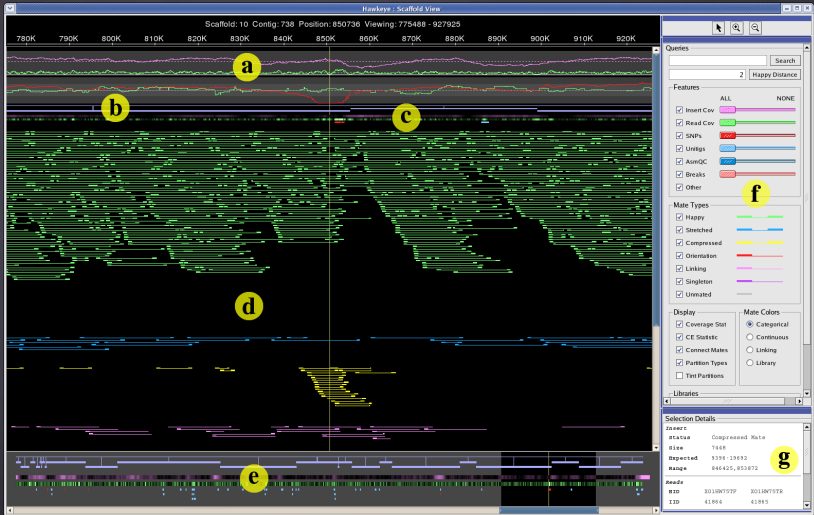 Hawkeye : Scaffold View
Scaffold: 10 Contig: 738 Position: 850736 Viewing: 775488 - 927925
780K 790K 800K 810K 820K 830K 840K 850K 860K 870K 880K 890K 900K 910K 920K
a
b
c
d
e
Queries
Search
2 Happy Distance
Features
ALL NONE
Insert Cov
Read Cov
SNPs
Unitigs
AsmQC
Breaks
Other
f
Mate Types
Happy
Stretched
Compressed
Orientation
Linking
Singleton
Unmated
Display Mate Colors
Coverage Stat Categorical
CE Statistic Continuous
Connect Mates Linking
Partition Types Library
Tint Partitions
Libraries
Selection Details
Insert
Status Compressed Mate
Size 7448
Expected
Range 846425,853872
g
Reads
EID
IID 41864 41865